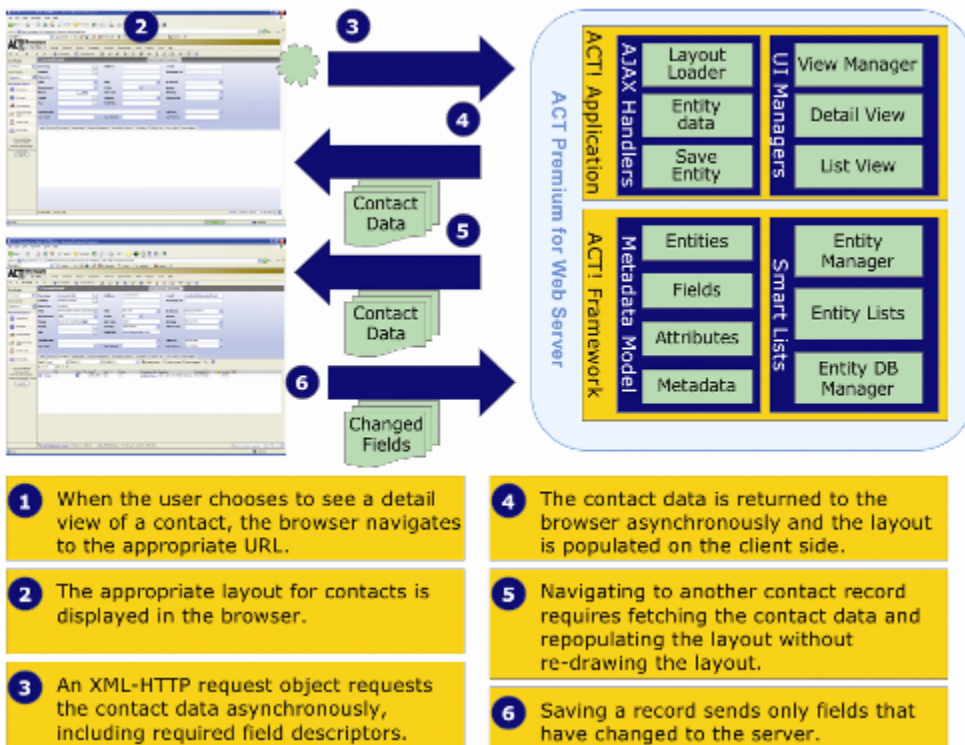 2
3
ACT! Application
AJAX Handlers
Layout
Loader
Entity
data
Save
Entity
UI Managers
View Manager
Detail View
List View
ACT Premium for Web Server
4
Contact
Data
5
Contact
Data
ACT! Framework
Metadata Model
Entities
Fields
Attributes
Metadata
Smart Lists
Entity
Manager
Entity Lists
Entity DB
Manager
6
Changed
Fields
1 When the user chooses to see a detail
view of a contact, the browser navigates
to the appropriate URL.
2 The appropriate layout for contacts is
displayed in the browser.
3 An XML-HTTP request object requests
the contact data asynchronously,
including required field descriptors.
4 The contact data is returned to the
browser asynchronously and the layout
is populated on the client side.
5 Navigating to another contact record
requires fetching the contact data and
repopulating the layout without
re-drawing the layout.
6 Saving a record sends only fields that
have changed to the server.